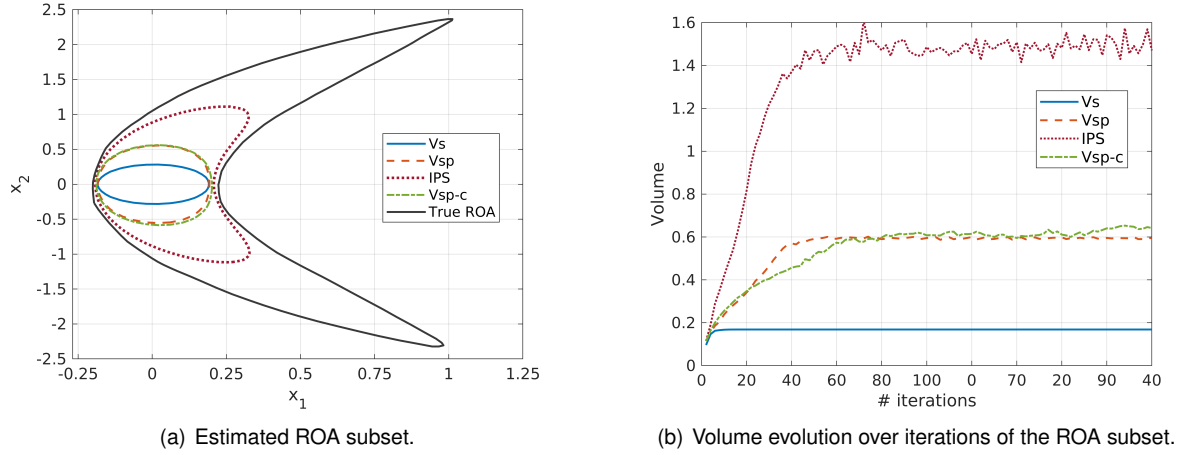 2.5
2
1.5
1
0.5
0
-0.5
-1
-1.5
-2
-2.5
x2
-0.25 0 0.25 0.5 0.75 1 1.25
x1
Vs
Vsp
IPS
Vsp-c
True ROA
(a) Estimated ROA subset.
1.6
1.4
1.2
1
0.8
0.6
0.4
0.2
0
Volume
0 20 40 60 80 100 0 70 20 90 40
# iterations
Vs
Vsp
IPS
Vsp-c
(b) Volume evolution over iterations of the ROA subset.